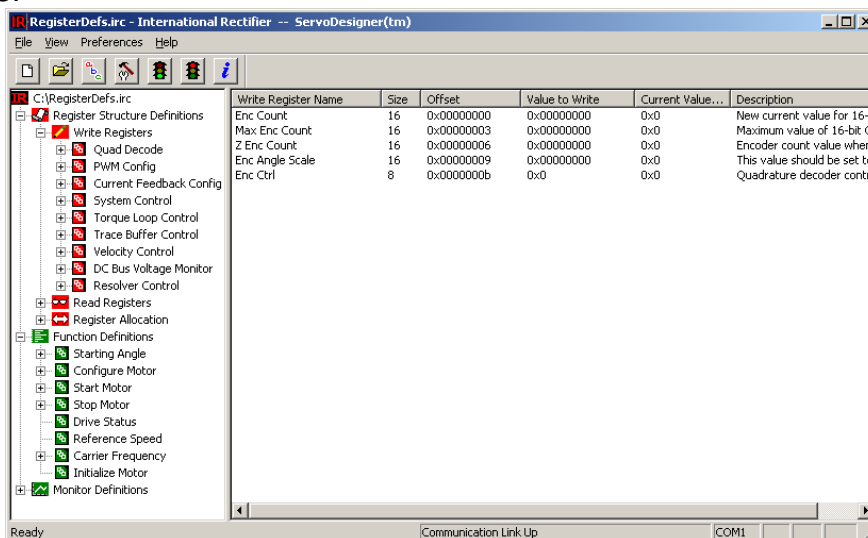 IR RegisterDefs.irc - International Rectifier -- ServoDesigner(tm)
File View Preferences Help
IR C:\RegisterDefs.irc
Register Structure Definitions
Write Registers
Quad Decode
PWM Config
Current Feedback Config
System Control
Torque Loop Control
Trace Buffer Control
Velocity Control
DC Bus Voltage Monitor
Resolver Control
Read Registers
Register Allocation
Function Definitions
Starting Angle
Configure Motor
Start Motor
Stop Motor
Drive Status
Reference Speed
Carrier Frequency
Initialize Motor
Monitor Definitions
Write Register Name Size Offset Value to Write Current Value... Description
Enc Count 16 0x00000000 0x00000000 0x0 New current value for 16-
Max Enc Count 16 0x00000003 0x00000000 0x0 Maximum value of 16-bit
Z Enc Count 16 0x00000006 0x00000000 0x0 Encoder count value
Enc Angle Scale 16 0x00000009 0x00000000 0x0 This value should be set
Enc Ctrl 8 0x0000000b 0x0 0x0 Quadrature decoder
Ready Communication Link Up COM1